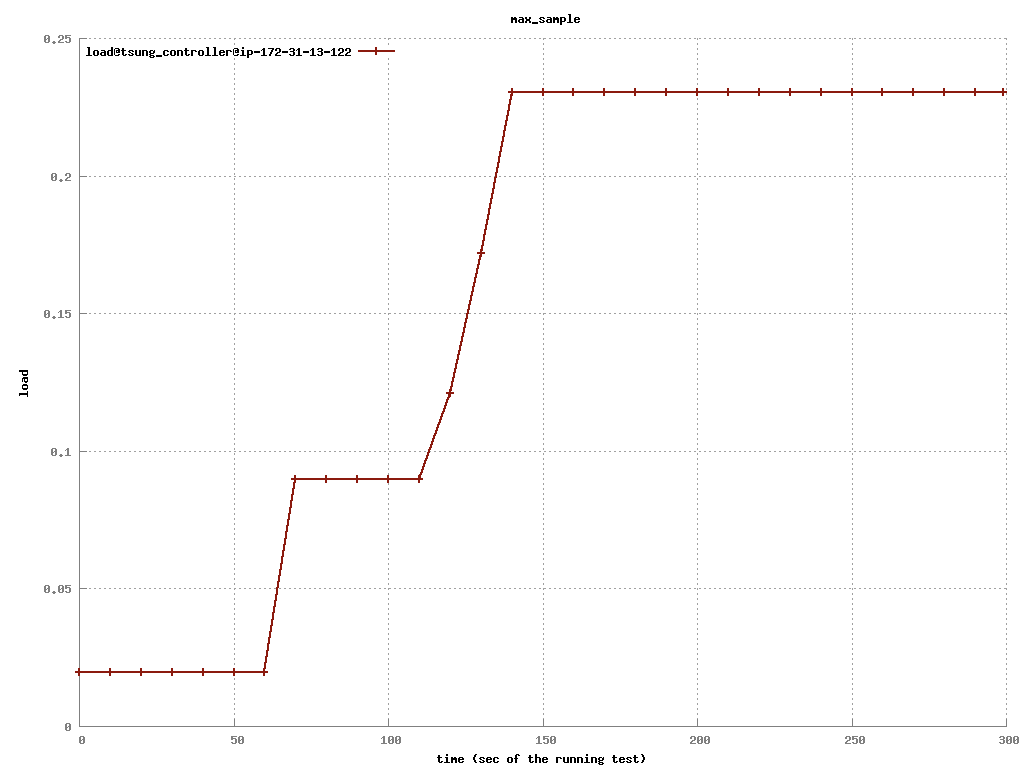 max_sample
load@tsung_controller@ip-172-31-13-122
0.25
0.2
0.15
0.1
0.05
0
load
0 50 100 150 200 250 300
time (sec of the running test)